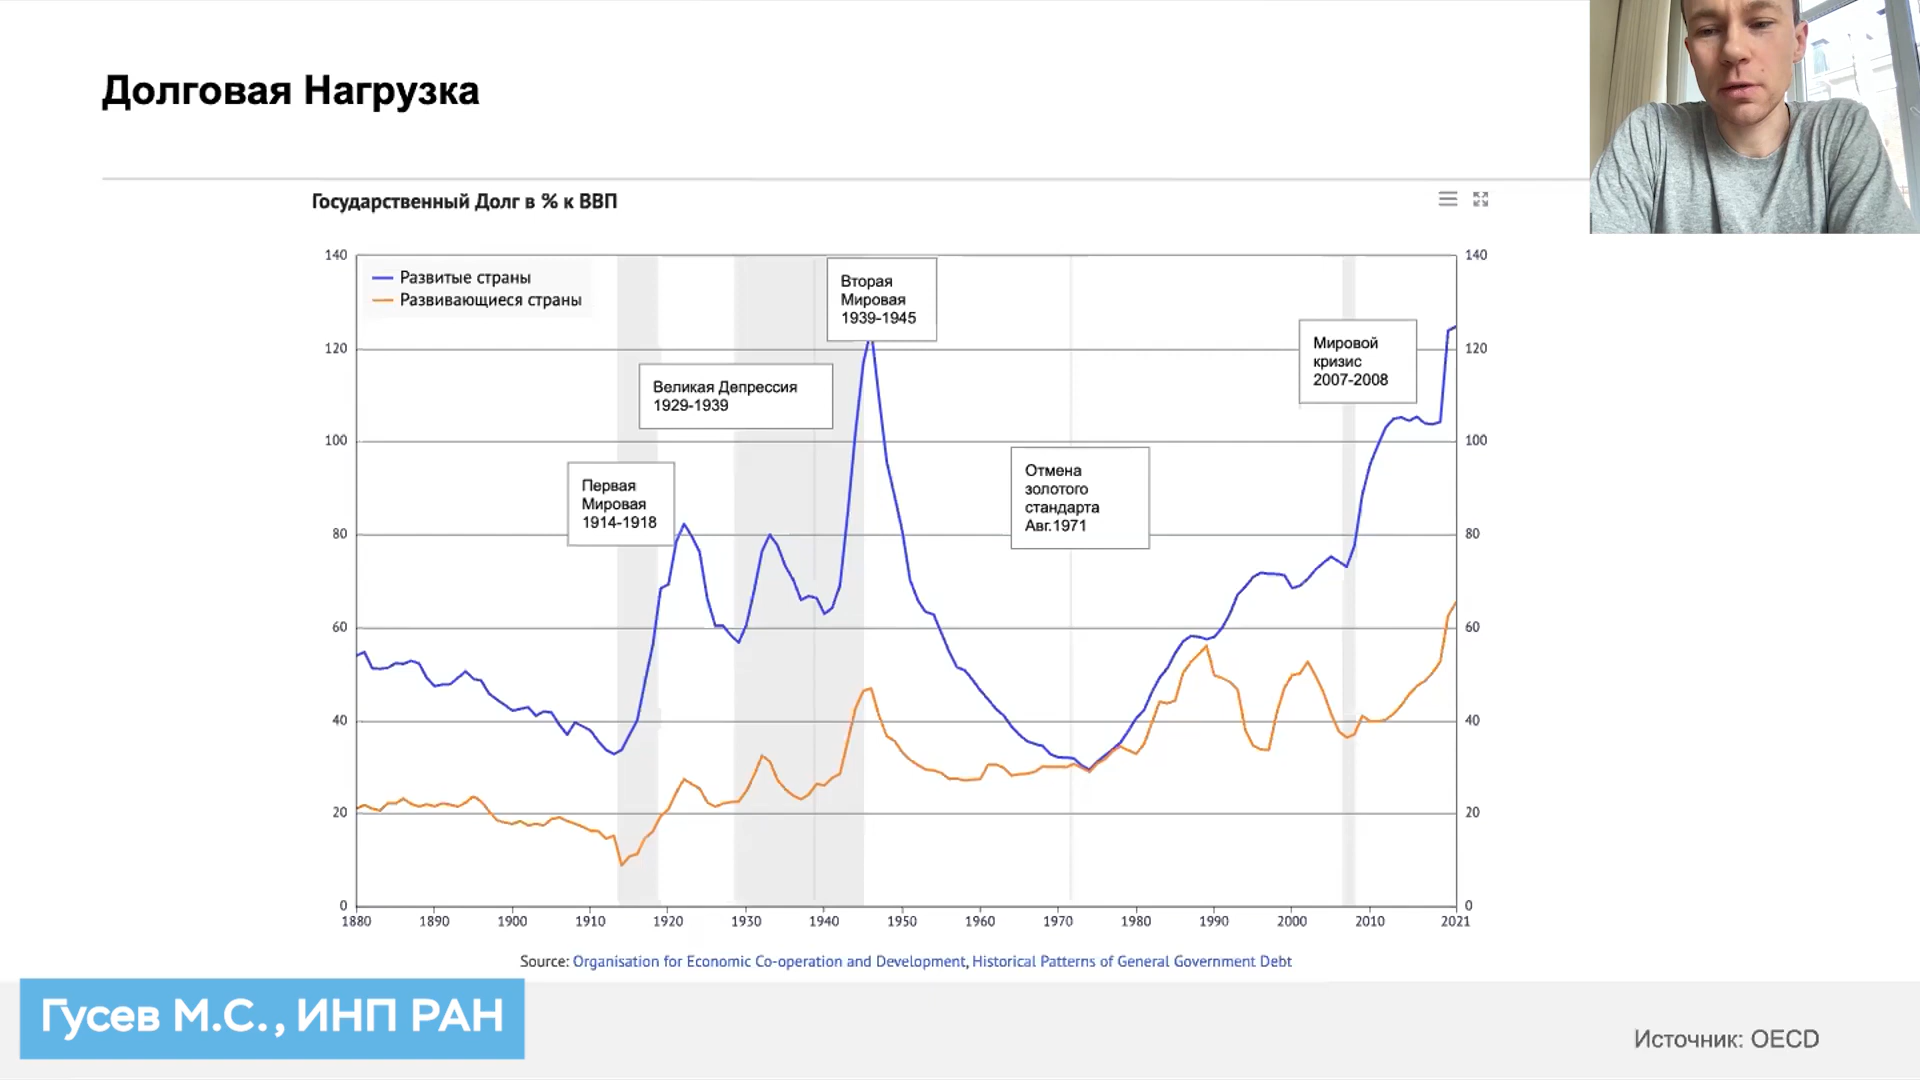 Долговая Нагрузка
Государственный Долг в % к ВВП
140
120
100
80
60
40
20
0
Развитые страны
Развивающиеся страны
Первая
Мировая
1914-1918
Великая Депрессия
1929-1939
Вторая
Мировая
1939-1945
Отмена
золотого
стандарта
Авг.1971
Мировой
кризис
2007-2008
140
120
100
80
60
40
20
0
1880 1890 1900 1910 1920 1930 1940 1950 1960 1970 1980 1990 2000 2010 2021
Source: Organisation for Economic Co-operation and Development, Historical Patterns of General Government Debt
Гусев М.С., ИНП РАН
Источник: OECD